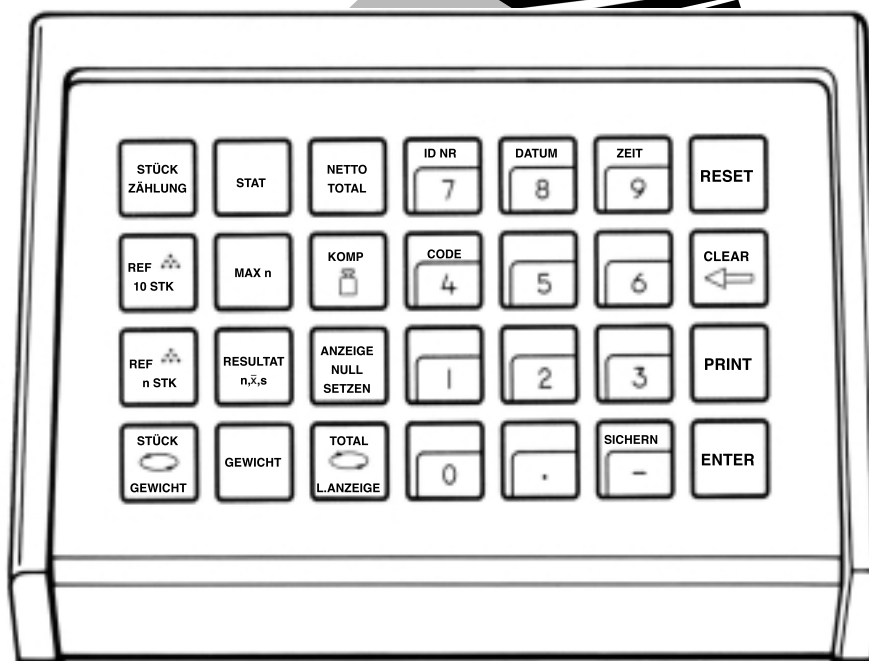 STÜCK
ZÄHLUNG
STAT
NETTO
TOTAL
ID NR
7
DATUM
8
ZEIT
9
RESET
REF
10 STK
MAX n
KOMP
CODE
4
5
6
CLEAR
REF
n STK
RESULTAT
n,x̄,s
ANZEIGE
NULL
SETZEN
1
2
3
PRINT
STÜCK
GEWICHT
GEWICHT
TOTAL
L.ANZEIGE
0
.
SICHERN
–
ENTER